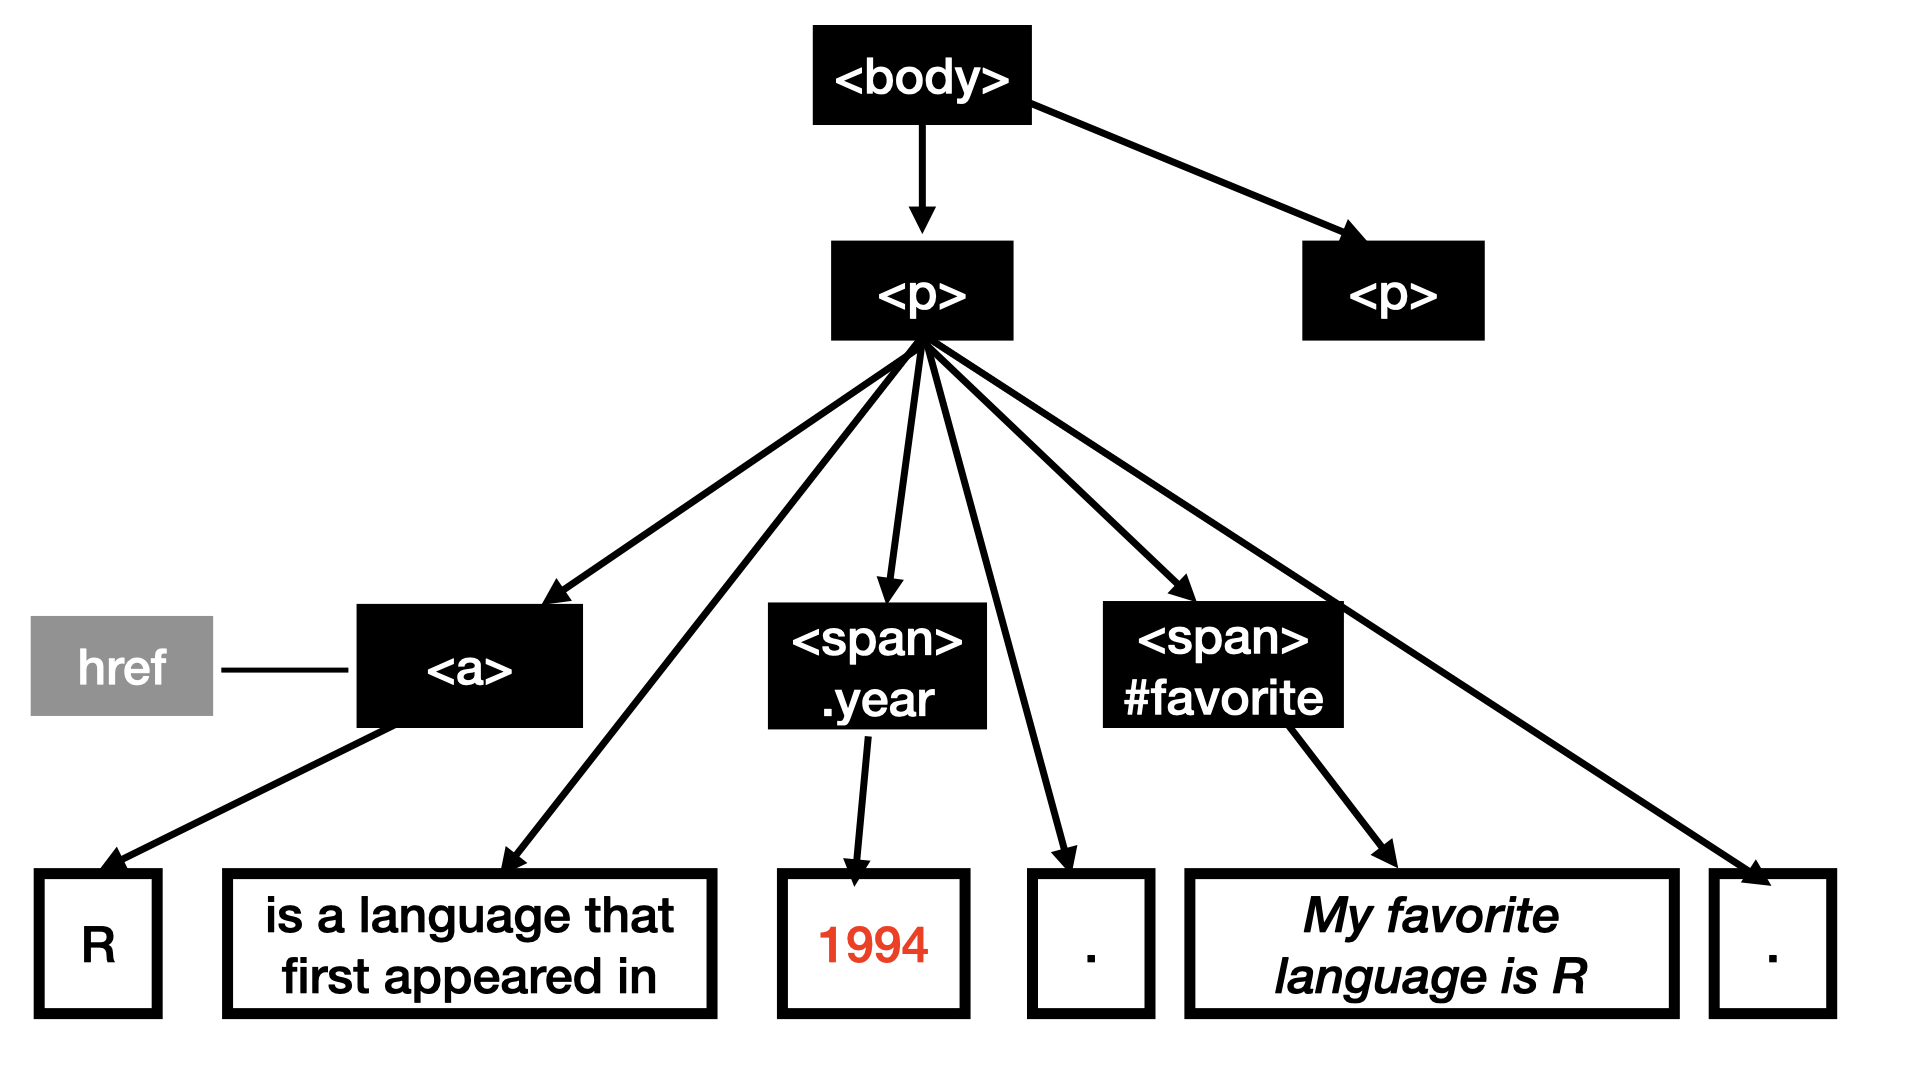 <body>
<p>
<p>
href
<a>
<span>
.year
<span>
#favorite
R
is a language that
first appeared in
1994
.
My favorite
language is R
.